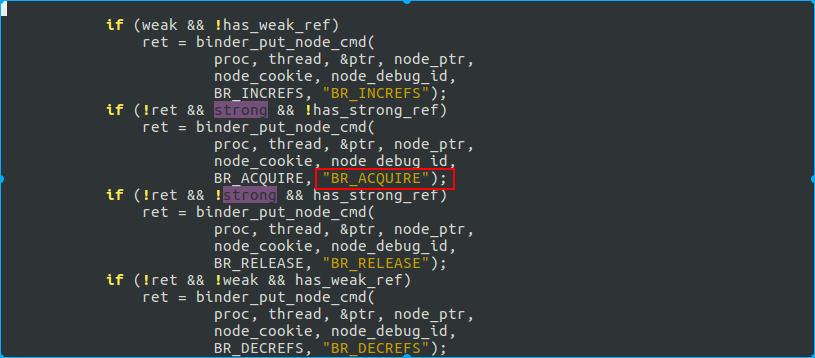 if (weak && !has_weak_ref)
ret = binder_put_node_cmd(
proc, thread, &ptr, node_ptr,
node_cookie, node_debug_id,
BR_INCREFS, "BR_INCREFS");
if (!ret && strong && !has_strong_ref)
ret = binder_put_node_cmd(
proc, thread, &ptr, node_ptr,
node_cookie, node_debug_id,
BR_ACQUIRE, "BR_ACQUIRE");
if (!ret && !strong && has_strong_ref)
ret = binder_put_node_cmd(
proc, thread, &ptr, node_ptr,
node_cookie, node_debug_id,
BR_RELEASE, "BR_RELEASE");
if (!ret && !weak && has_weak_ref)
ret = binder_put_node_cmd(
proc, thread, &ptr, node_ptr,
node_cookie, node_debug_id,
BR_DECREFS, "BR_DECREFS");